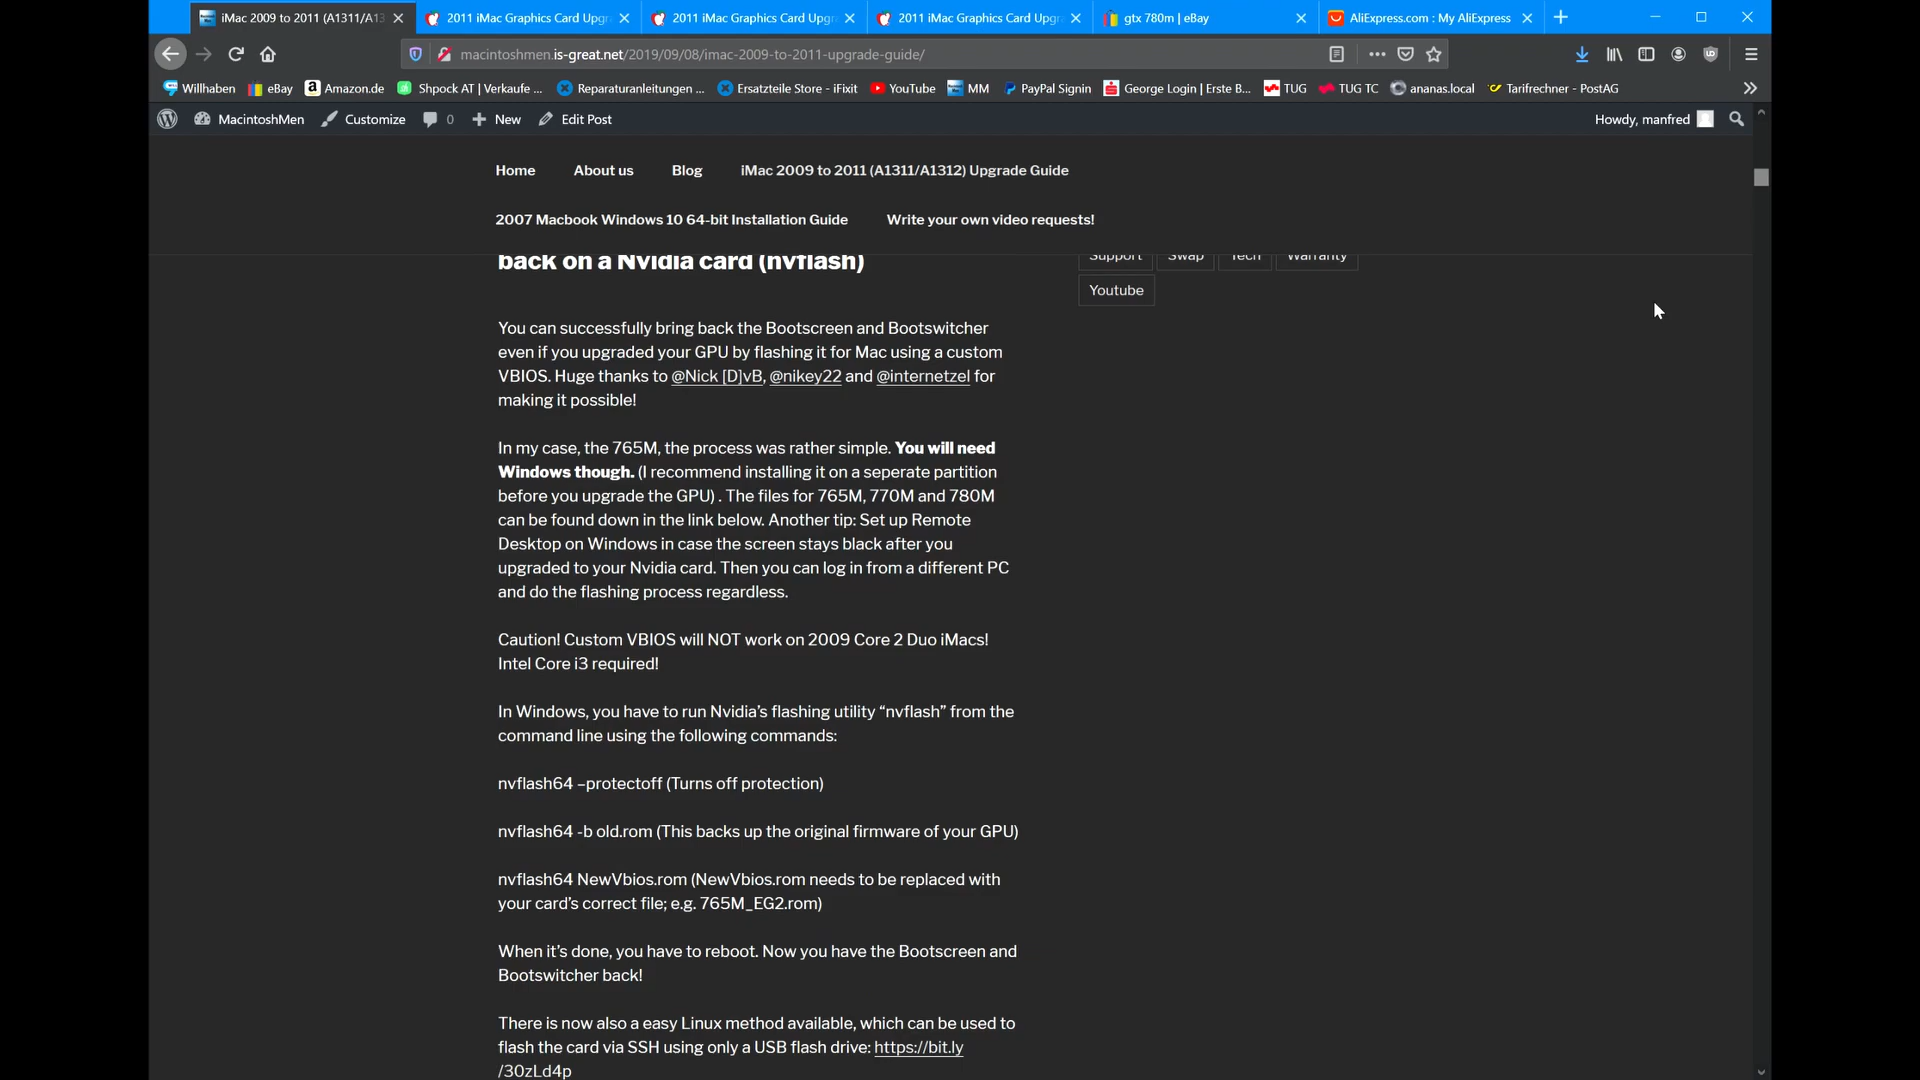 iMac 2009 to 2011 (A1311/A13
2011 iMac Graphics Card Upgr
2011 iMac Graphics Card Upgr
2011 iMac Graphics Card Upgr
gtx 780m | eBay
AliExpress.com : My AliExpress
macintoshmen.is-great.net/2019/09/08/imac-2009-to-2011-upgrade-guide/
Willhaben eBay Amazon.de Shpock AT | Verkaufe ... Reparaturanleitungen ... Ersatzteile Store - iFixit YouTube MM PayPal Signin George Login | Erste B... TUG TUG TC ananas.local Tarifrechner - PostAG
MacintoshMen Customize 0 New Edit Post Howdy, manfred
Home About us Blog iMac 2009 to 2011 (A1311/A1312) Upgrade Guide
2007 Macbook Windows 10 64-bit Installation Guide Write your own video requests!
back on a Nvidia card (nvflash)
Support Swap Tech Warranty
Youtube
You can successfully bring back the Bootscreen and Bootswitcher
even if you upgraded your GPU by flashing it for Mac using a custom
VBIOS. Huge thanks to @Nick [D]vB, @nikey22 and @internetzel for
making it possible!
In my case, the 765M, the process was rather simple. You will need
Windows though. (I recommend installing it on a seperate partition
before you upgrade the GPU) . The files for 765M, 770M and 780M
can be found down in the link below. Another tip: Set up Remote
Desktop on Windows in case the screen stays black after you
upgraded to your Nvidia card. Then you can log in from a different PC
and do the flashing process regardless.
Caution! Custom VBIOS will NOT work on 2009 Core 2 Duo iMacs!
Intel Core i3 required!
In Windows, you have to run Nvidia’s flashing utility “nvflash” from the
command line using the following commands:
nvflash64 –protectoff (Turns off protection)
nvflash64 -b old.rom (This backs up the original firmware of your GPU)
nvflash64 NewVbios.rom (NewVbios.rom needs to be replaced with
your card’s correct file; e.g. 765M_EG2.rom)
When it’s done, you have to reboot. Now you have the Bootscreen and
Bootswitcher back!
There is now also a easy Linux method available, which can be used to
flash the card via SSH using only a USB flash drive: https://bit.ly
/30zLd4p